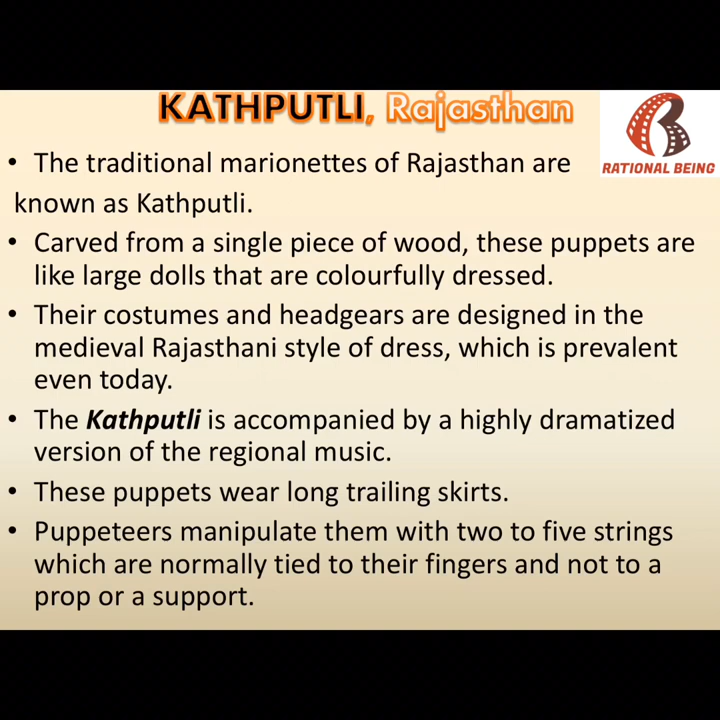 KATHPUTLI, Rajasthan
RATIONAL BEING
• The traditional marionettes of Rajasthan are
known as Kathputli.
• Carved from a single piece of wood, these puppets are
like large dolls that are colourfully dressed.
• Their costumes and headgears are designed in the
medieval Rajasthani style of dress, which is prevalent
even today.
• The Kathputli is accompanied by a highly dramatized
version of the regional music.
• These puppets wear long trailing skirts.
• Puppeteers manipulate them with two to five strings
which are normally tied to their fingers and not to a
prop or a support.